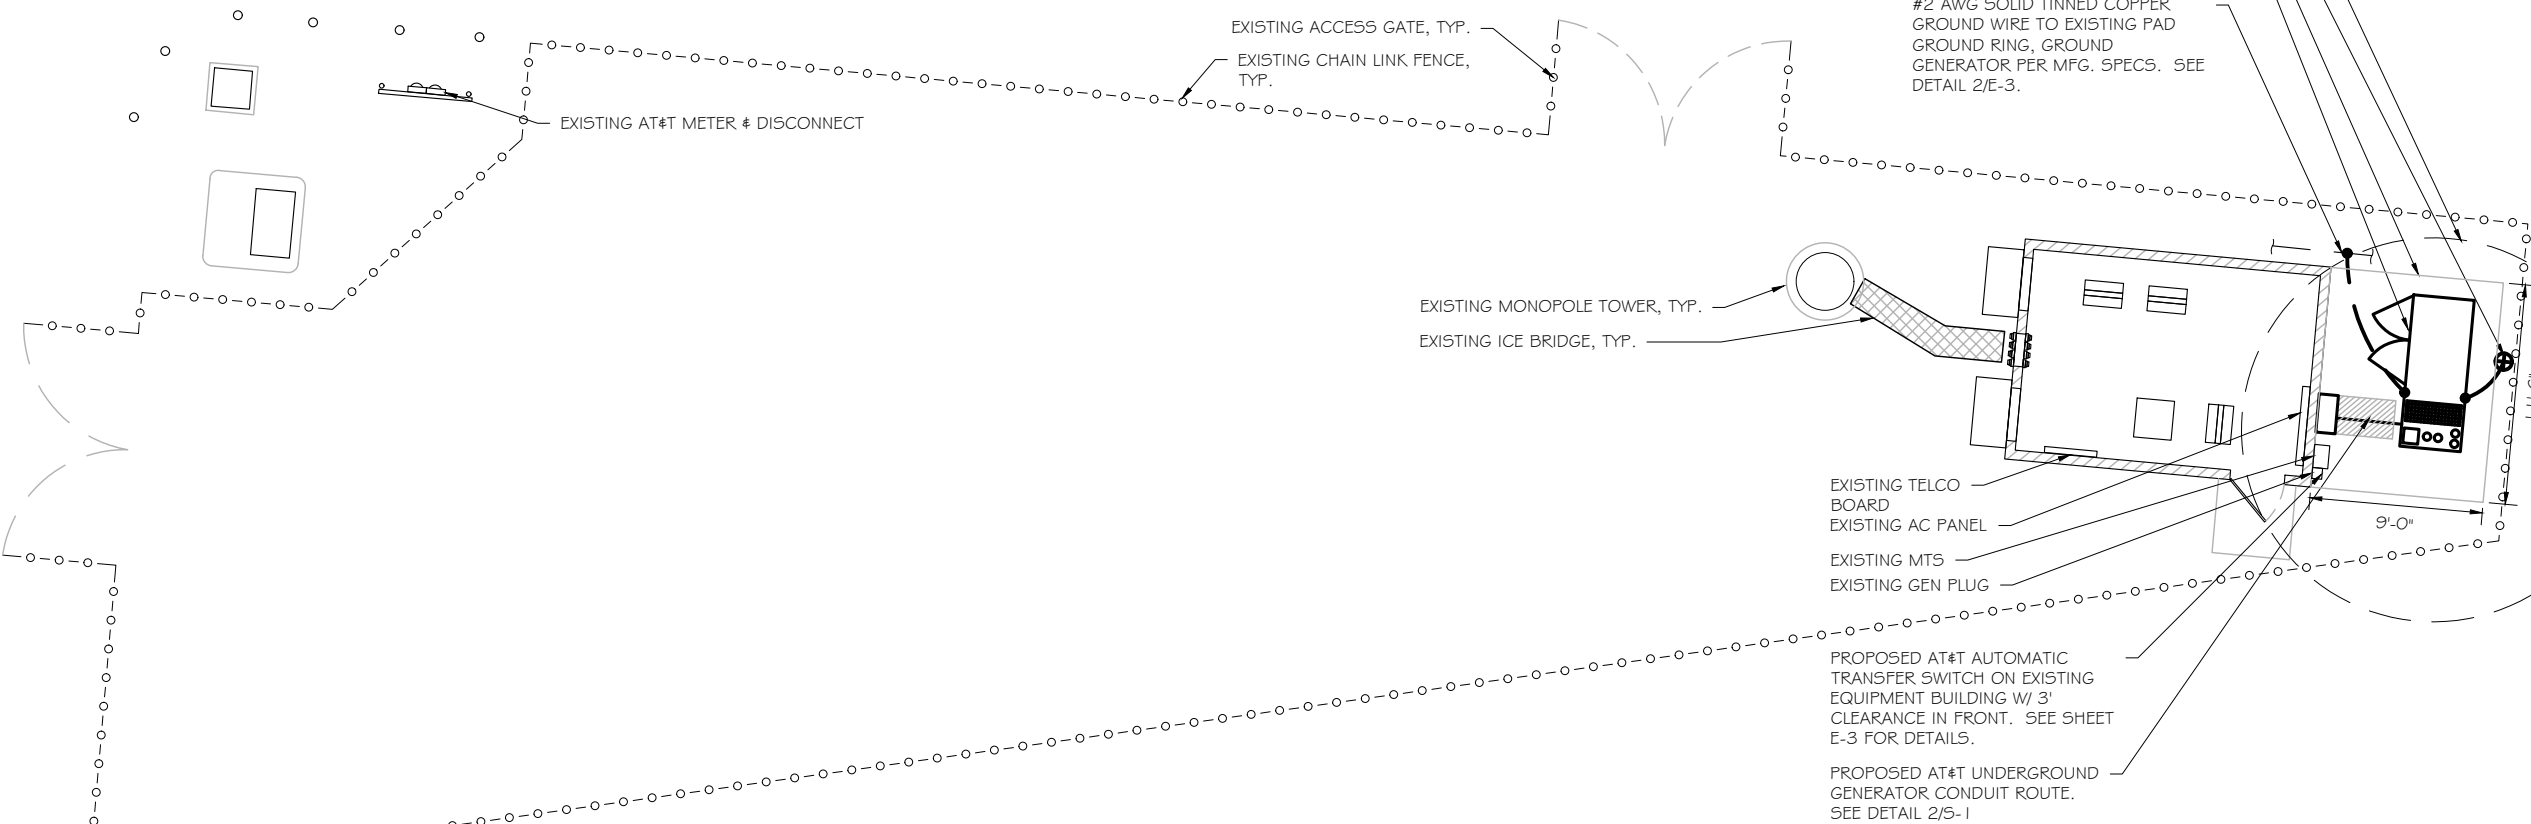 #2 AWG SOLID TINNED COPPER
GROUND WIRE TO EXISTING PAD
GROUND RING, GROUND
GENERATOR PER MFG. SPECS. SEE
DETAIL 2/E-3.
EXISTING ACCESS GATE, TYP.
EXISTING CHAIN LINK FENCE,
TYP.
EXISTING AT&T METER & DISCONNECT
EXISTING MONOPOLE TOWER, TYP.
EXISTING ICE BRIDGE, TYP.
EXISTING TELCO
BOARD
EXISTING AC PANEL
EXISTING MTS
EXISTING GEN PLUG
9'-0"
PROPOSED AT&T AUTOMATIC
TRANSFER SWITCH ON EXISTING
EQUIPMENT BUILDING W/ 3'
CLEARANCE IN FRONT. SEE SHEET
E-3 FOR DETAILS.
PROPOSED AT&T UNDERGROUND
GENERATOR CONDUIT ROUTE.
SEE DETAIL 2/S-1